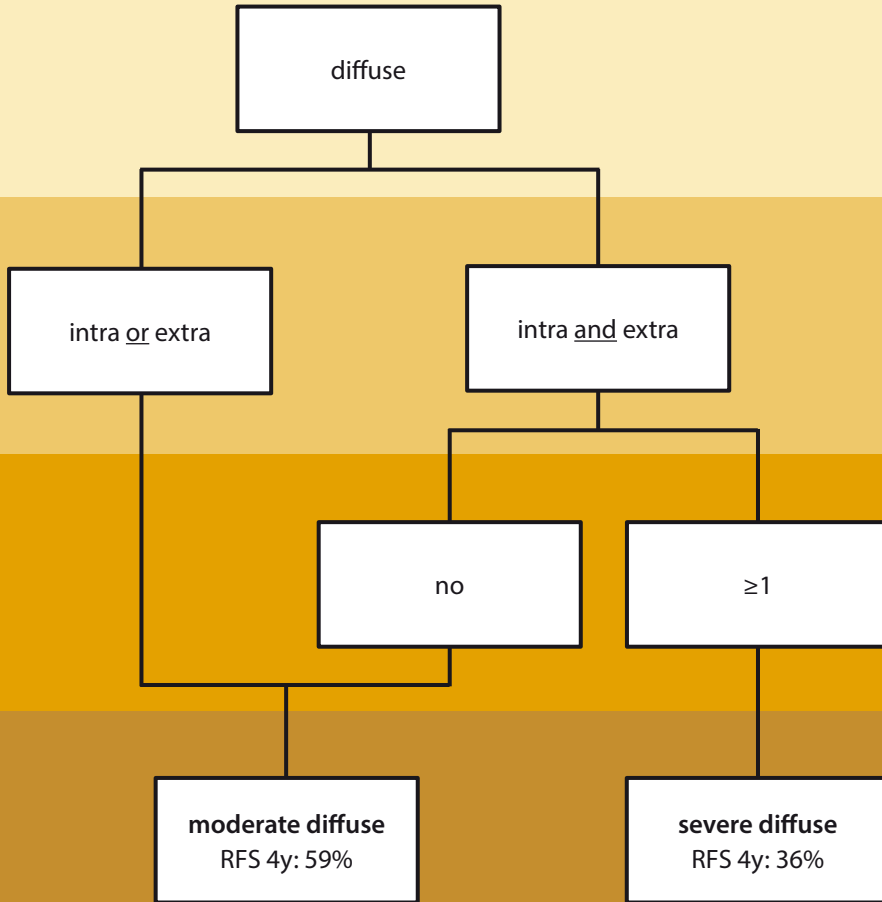 diffuse
intra or extra
intra and extra
no
≥1
moderate diffuse
RFS 4y: 59%
severe diffuse
RFS 4y: 36%